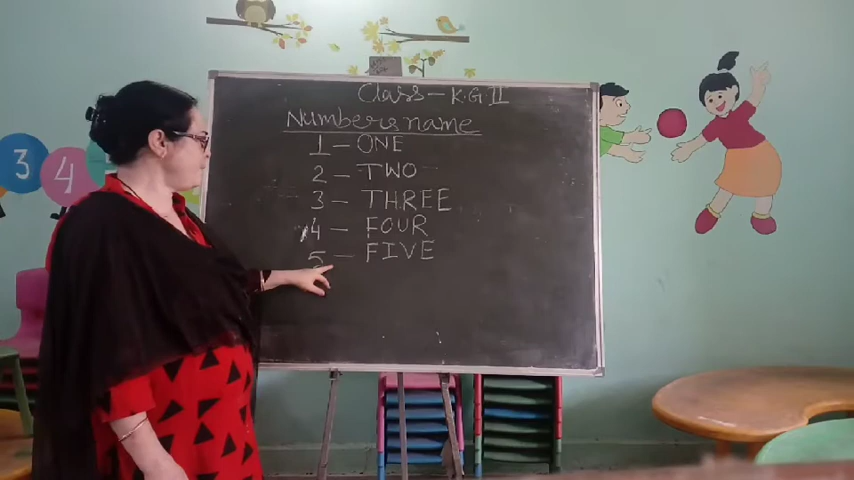 Class - K.G II
Numbers name
1 - ONE
2 - TWO
3 - THREE
4 - FOUR
5 - FIVE
3 4